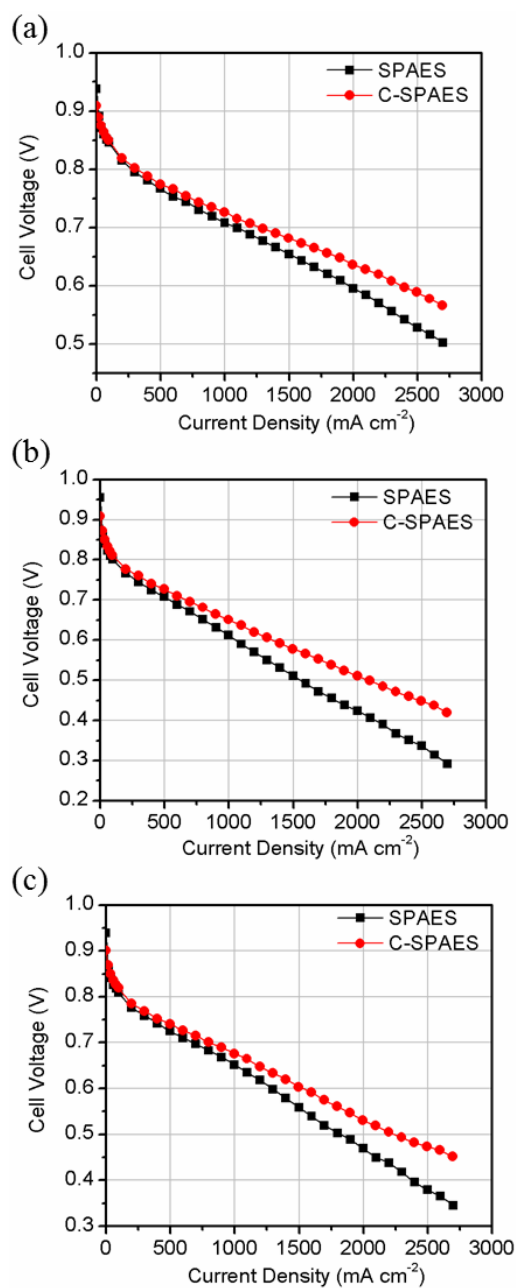 (a)
1.0
0.9
0.8
0.7
0.6
0.5
Cell Voltage (V)
SPAES
C-SPAES
0 500 1000 1500 2000 2500 3000
Current Density (mA cm⁻²)
(b)
1.0
0.9
0.8
0.7
0.6
0.5
0.4
0.3
0.2
Cell Voltage (V)
SPAES
C-SPAES
0 500 1000 1500 2000 2500 3000
Current Density (mA cm⁻²)
(c)
1.0
0.9
0.8
0.7
0.6
0.5
0.4
0.3
Cell Voltage (V)
SPAES
C-SPAES
0 500 1000 1500 2000 2500 3000
Current Density (mA cm⁻²)